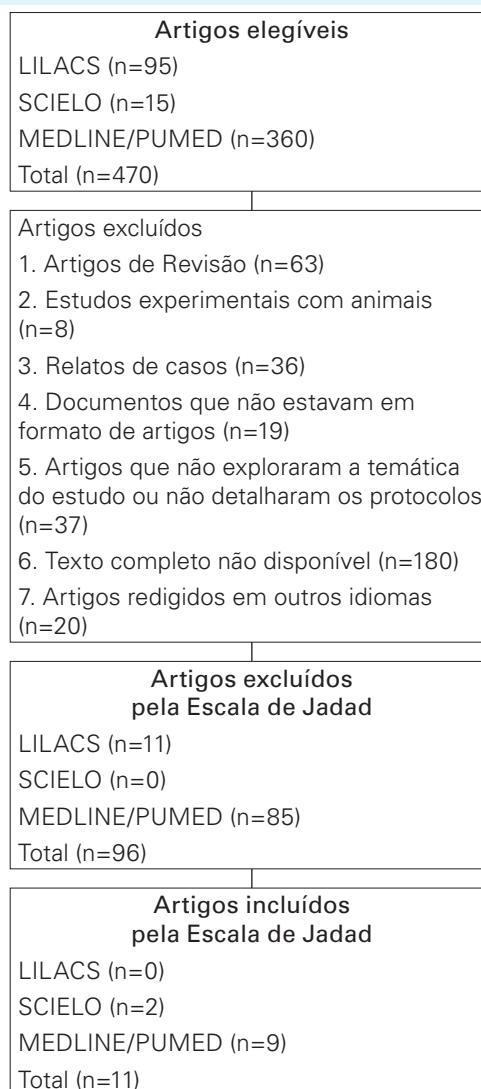 Artigos elegíveis
LILACS (n=95)
SCIELO (n=15)
MEDLINE/PUMED (n=360)
Total (n=470)
Artigos excluídos
1. Artigos de Revisão (n=63)
2. Estudos experimentais com animais
(n=8)
3. Relatos de casos (n=36)
4. Documentos que não estavam em
formato de artigos (n=19)
5. Artigos que não exploraram a temática
do estudo ou não detalharam os protocolos
(n=37)
6. Texto completo não disponível (n=180)
7. Artigos redigidos em outros idiomas
(n=20)
Artigos excluídos
pela Escala de Jadad
LILACS (n=11)
SCIELO (n=0)
MEDLINE/PUMED (n=85)
Total (n=96)
Artigos incluídos
pela Escala de Jadad
LILACS (n=0)
SCIELO (n=2)
MEDLINE/PUMED (n=9)
Total (n=11)